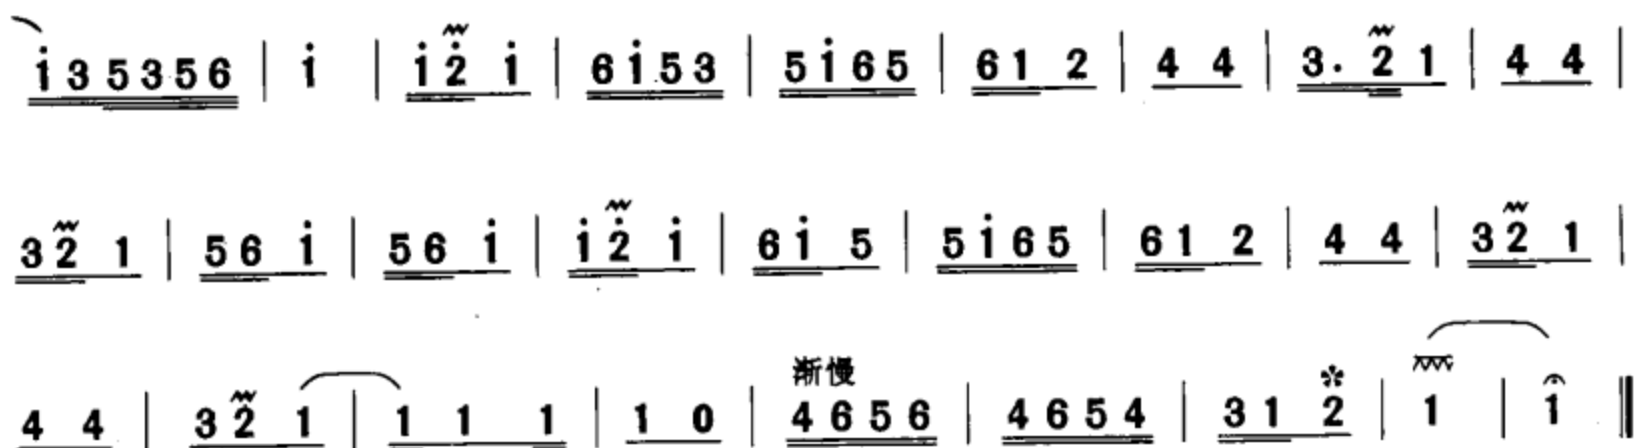 i 3 5 3 5 6 | i | i 2 i | 6 i 5 3 | 5 i 6 5 | 6 1 2 | 4 4 | 3. 2 1 | 4 4 |
3 2 1 | 5 6 i | 5 6 i | i 2 i | 6 i 5 | 5 i 6 5 | 6 1 2 | 4 4 | 3 2 1 |
渐慢
4 4 | 3 2 1 | 1 1 1 | 1 0 | 4 6 5 6 | 4 6 5 4 | 3 1 2 | 1 | 1 ‖